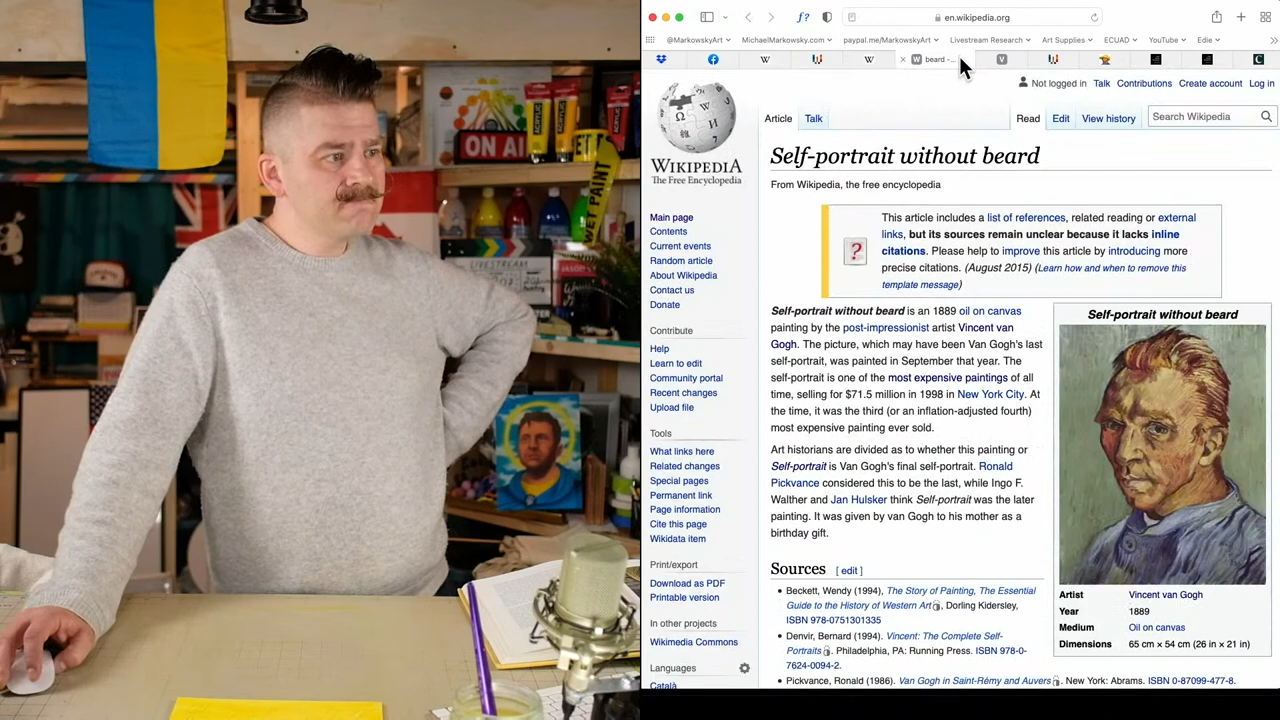 ON AI
ACRYLIC
ACRYLIC
WET PAINT
LIVESTREAM
en.wikipedia.org
@MarkowskyArt
MichaelMarkowsky.com
paypal.me/MarkowskyArt
Livestream Research
Art Supplies
ECUAD
YouTube
Edie
beard -...
Not logged in Talk Contributions Create account Log in
Article Talk Read Edit View history Search Wikipedia
WIKIPEDIA
The Free Encyclopedia
Main page
Contents
Current events
Random article
About Wikipedia
Contact us
Donate
Contribute
Help
Learn to edit
Community portal
Recent changes
Upload file
Tools
What links here
Related changes
Special pages
Permanent link
Page information
Cite this page
Wikidata item
Print/export
Download as PDF
Printable version
In other projects
Wikimedia Commons
Languages
Català
Self-portrait without beard
From Wikipedia, the free encyclopedia
This article includes a list of references, related reading or external
links, but its sources remain unclear because it lacks inline
citations. Please help to improve this article by introducing more
precise citations. (August 2015) (Learn how and when to remove this
template message)
Self-portrait without beard is an 1889 oil on canvas
painting by the post-impressionist artist Vincent van
Gogh. The picture, which may have been Van Gogh's last
self-portrait, was painted in September that year. The
self-portrait is one of the most expensive paintings of all
time, selling for $71.5 million in 1998 in New York City. At
the time, it was the third (or an inflation-adjusted fourth)
most expensive painting ever sold.
Art historians are divided as to whether this painting or
Self-portrait is Van Gogh's final self-portrait. Ronald
Pickvance considered this to be the last, while Ingo F.
Walther and Jan Hulsker think Self-portrait was the later
painting. It was given by van Gogh to his mother as a
birthday gift.
Sources [ edit ]
Beckett, Wendy (1994), The Story of Painting, The Essential
Guide to the History of Western Art, Dorling Kidersley,
ISBN 978-0751301335
Denvir, Bernard (1994). Vincent: The Complete Self-
Portraits. Philadelphia, PA: Running Press. ISBN 978-0-
7624-0094-2.
Pickvance, Ronald (1986). Van Gogh in Saint-Rémy and Auvers. New York: Abrams. ISBN 0-87099-477-8.
Self-portrait without beard
Artist Vincent van Gogh
Year 1889
Medium Oil on canvas
Dimensions 65 cm × 54 cm (26 in × 21 in)